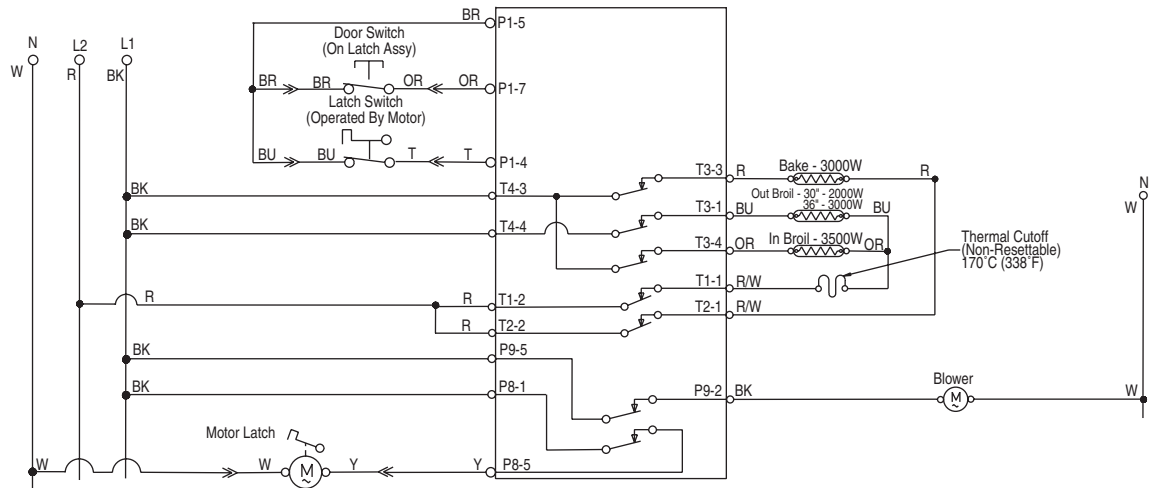 BR P1-5
N L2 L1
W R BK
Door Switch
(On Latch Assy)
BR BR OR OR P1-7
Latch Switch
(Operated By Motor)
BU BU T T P1-4
BK T4-3 T3-3 R Bake - 3000W R
Out Broil - 30" - 2000W
36" - 3000W
BK T4-4 T3-1 BU BU
T3-4 OR In Broil - 3500W OR
Thermal Cutoff
(Non-Resettable)
170°C (338°F)
N
W
R R T1-2 T1-1 R/W
R T2-2 T2-1 R/W
BK P9-5
BK P8-1 P9-2 BK Blower W
M
~
Motor Latch
W W M Y Y P8-5
~